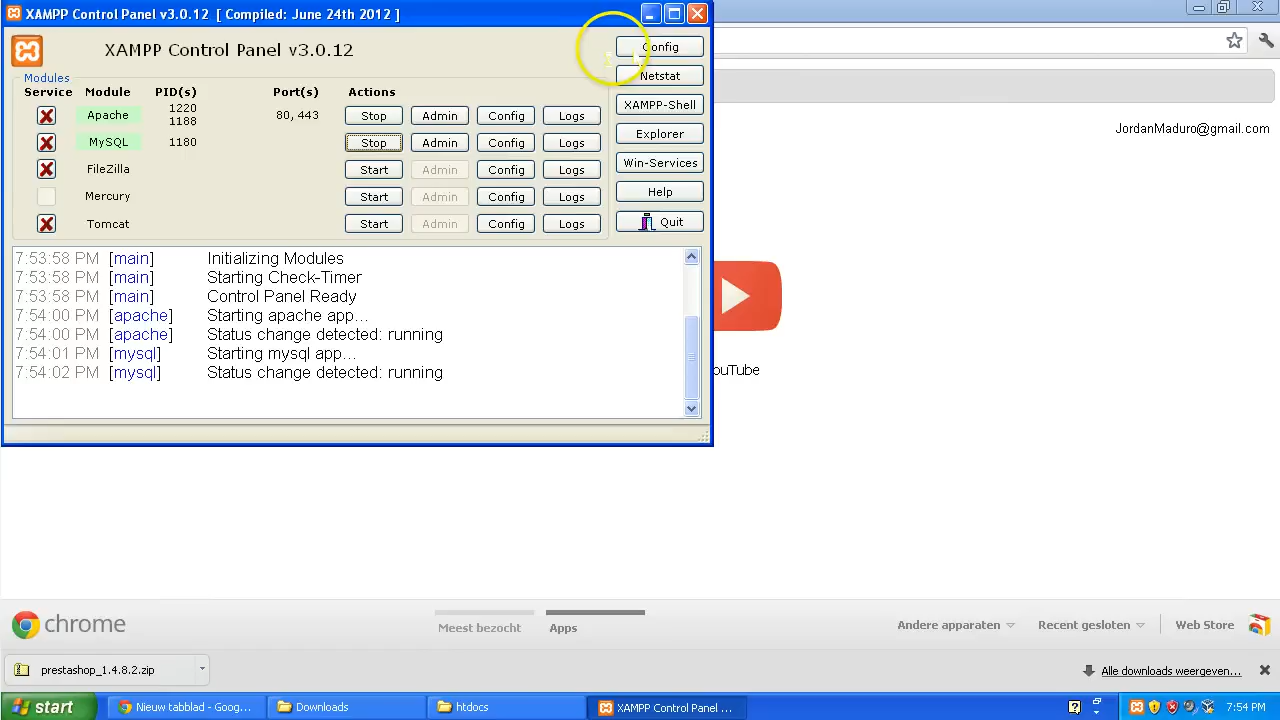 XAMPP Control Panel v3.0.12 [ Compiled: June 24th 2012 ]
XAMPP Control Panel v3.0.12
Config
Netstat
XAMPP-Shell
Explorer
Win-Services
Help
Quit
Modules
Service Module PID(s) Port(s) Actions
Apache 1220 1188 80, 443 Stop Admin Config Logs
MySQL 1180 Stop Admin Config Logs
FileZilla Start Admin Config Logs
Mercury Start Admin Config Logs
Tomcat Start Admin Config Logs
7:53:58 PM [main] Initializing Modules
7:53:58 PM [main] Starting Check-Timer
7:53:58 PM [main] Control Panel Ready
7:54:00 PM [apache] Starting apache app...
7:54:00 PM [apache] Status change detected: running
7:54:01 PM [mysql] Starting mysql app...
7:54:02 PM [mysql] Status change detected: running
JordanMaduro@gmail.com
ouTube
chrome
Meest bezocht Apps Andere apparaten Recent gesloten Web Store
prestashop_1.4.8.2.zip Alle downloads weergeven...
start Nieuw tabblad - Goog... Downloads htdocs XAMPP Control Panel ... 7:54 PM